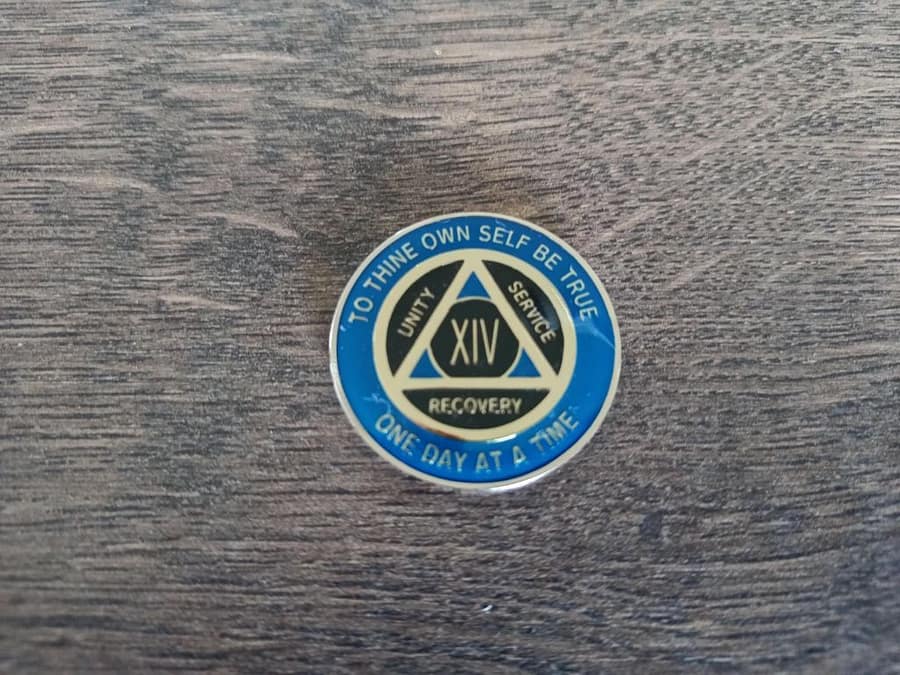 TO THINE OWN SELF BE TRUE
UNITY
SERVICE
XIV
RECOVERY
ONE DAY AT A TIME